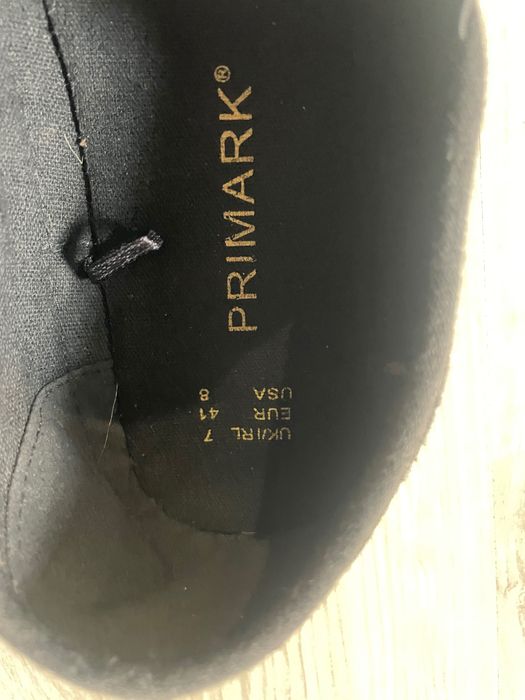 PRIMARK®
UK/IRL 7
EUR 41
USA 8